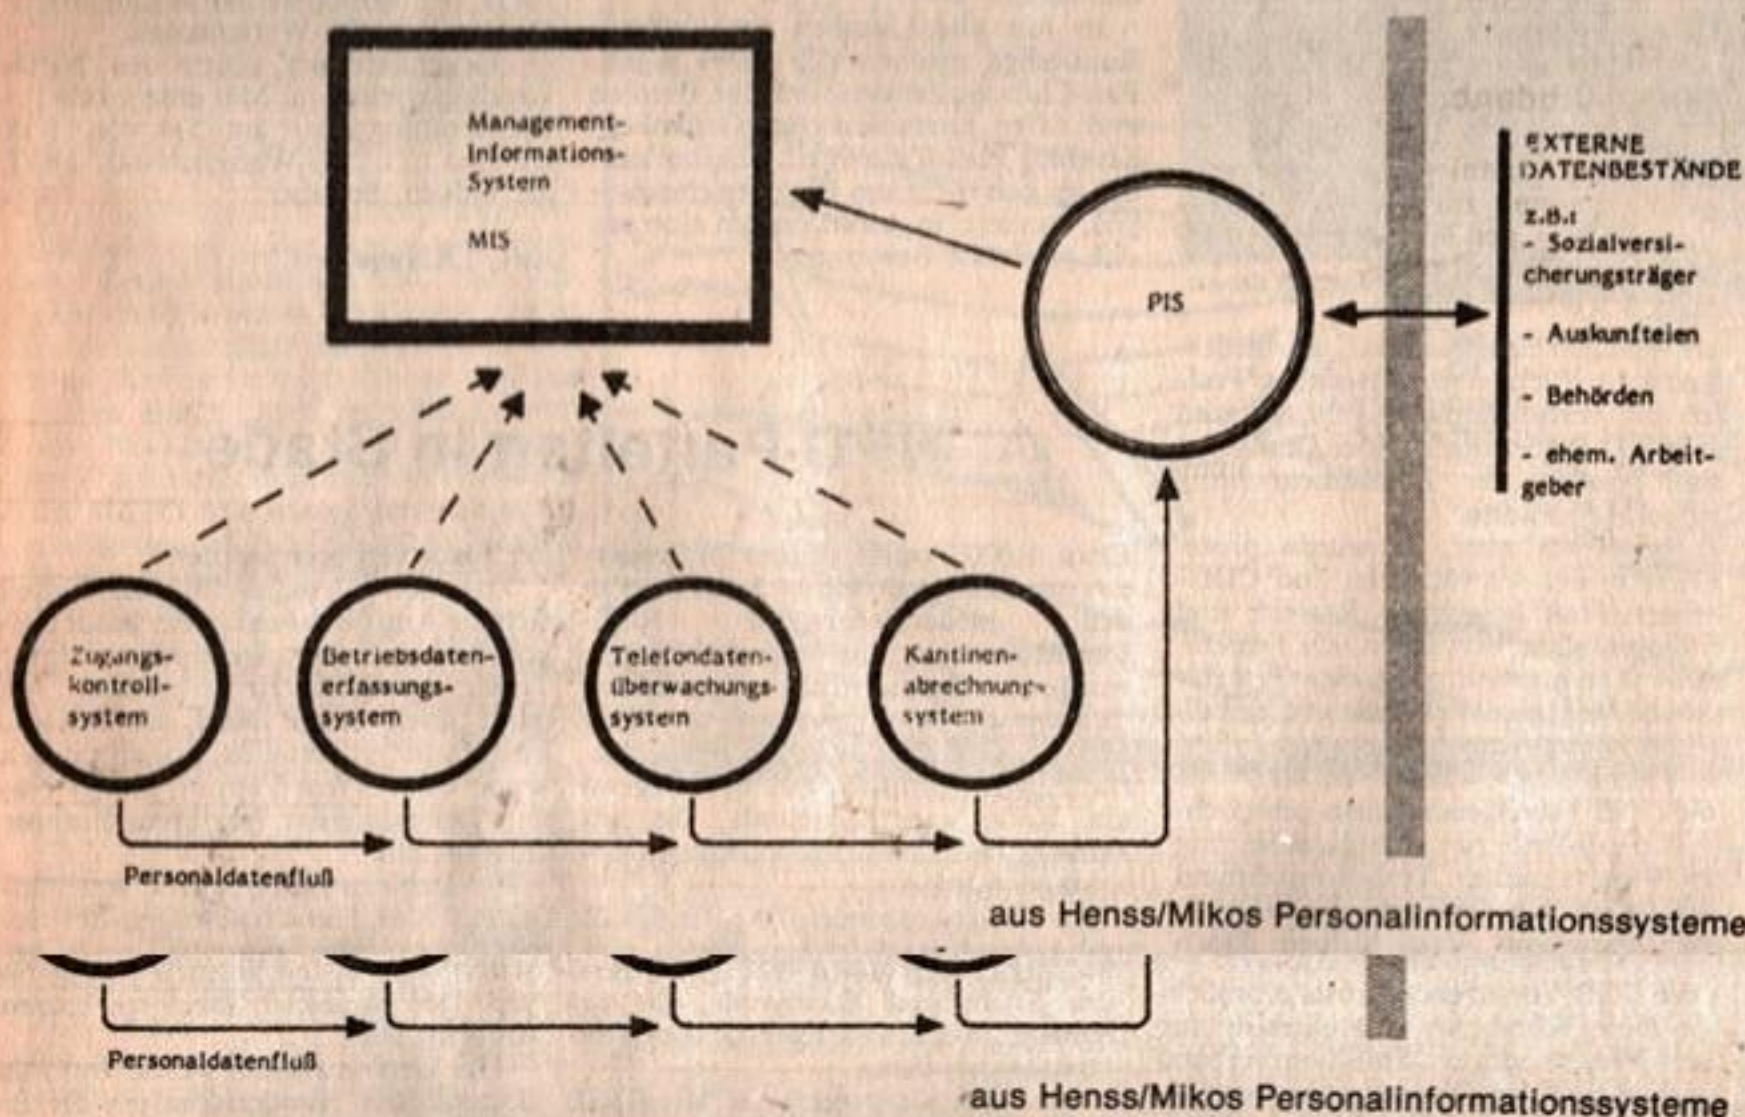 Management-
Informations-
System
MIS
PIS
EXTERNE
DATENBESTÄNDE
z.B.:
- Sozialversi-
cherungsträger
- Auskunfteien
- Behörden
- ehem. Arbeit-
geber
Zugangs-
kontroll-
system
Betriebsdaten-
erfassungs-
system
Telefondaten-
überwachungs-
system
Kantinen-
abrechnungs-
system
Personaldatenfluß
aus Henss/Mikos Personalinformationssysteme
Personaldatenfluß
aus Henss/Mikos Personalinformationssysteme